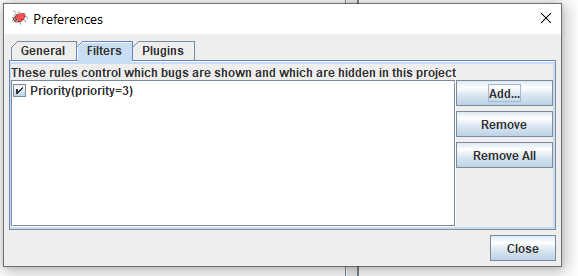 Preferences
General Filters Plugins
These rules control which bugs are shown and which are hidden in this project
Priority(priority=3)
Add...
Remove
Remove All
Close